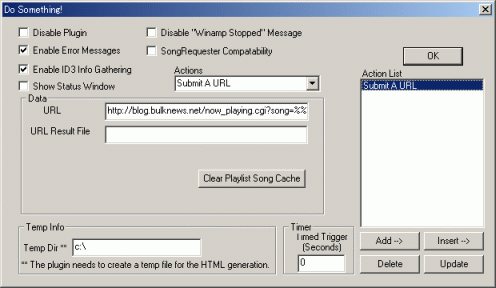 Do Something!
Disable Plugin
Disable "Winamp Stopped" Message
Enable Error Messages
SongRequester Compatability
OK
Enable ID3 Info Gathering
Actions
Action List
Show Status Window
Submit A URL
Submit A URL
Data
URL
http://blog.bulknews.net/now_playing.cgi?song=%%
URL Result File
Clear Playlist Song Cache
Temp Info
Timer
Timed Trigger
(Seconds)
Add -->
Insert -->
Temp Dir **
c:\
0
Delete
Update
** The plugin needs to create a temp file for the HTML generation.